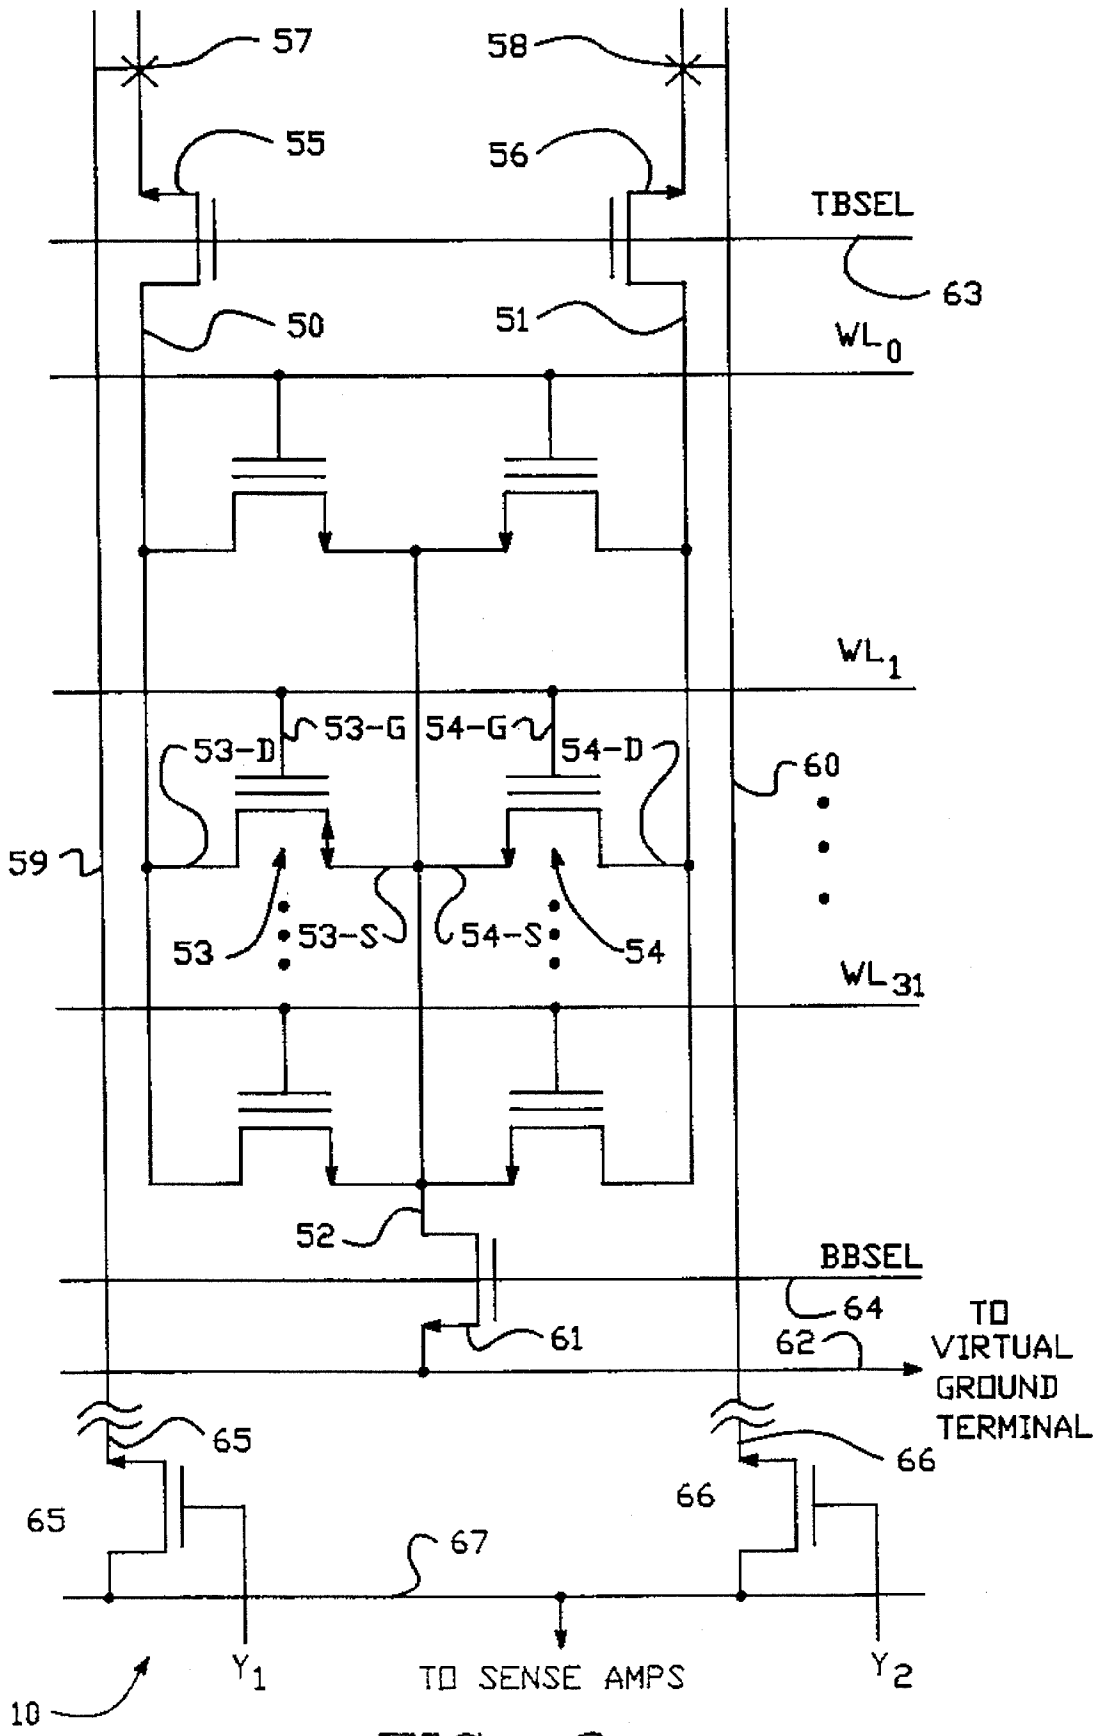 57
58
55
56
TBSEL
63
50
51
WL0
WL1
53-G
54-G
53-D
54-D
60
59
53
53-S
54-S
54
WL31
52
BBSEL
64
61
62
TO
VIRTUAL
GROUND
TERMINAL
65
66
65
66
67
Y1
TO SENSE AMPS
Y2
10